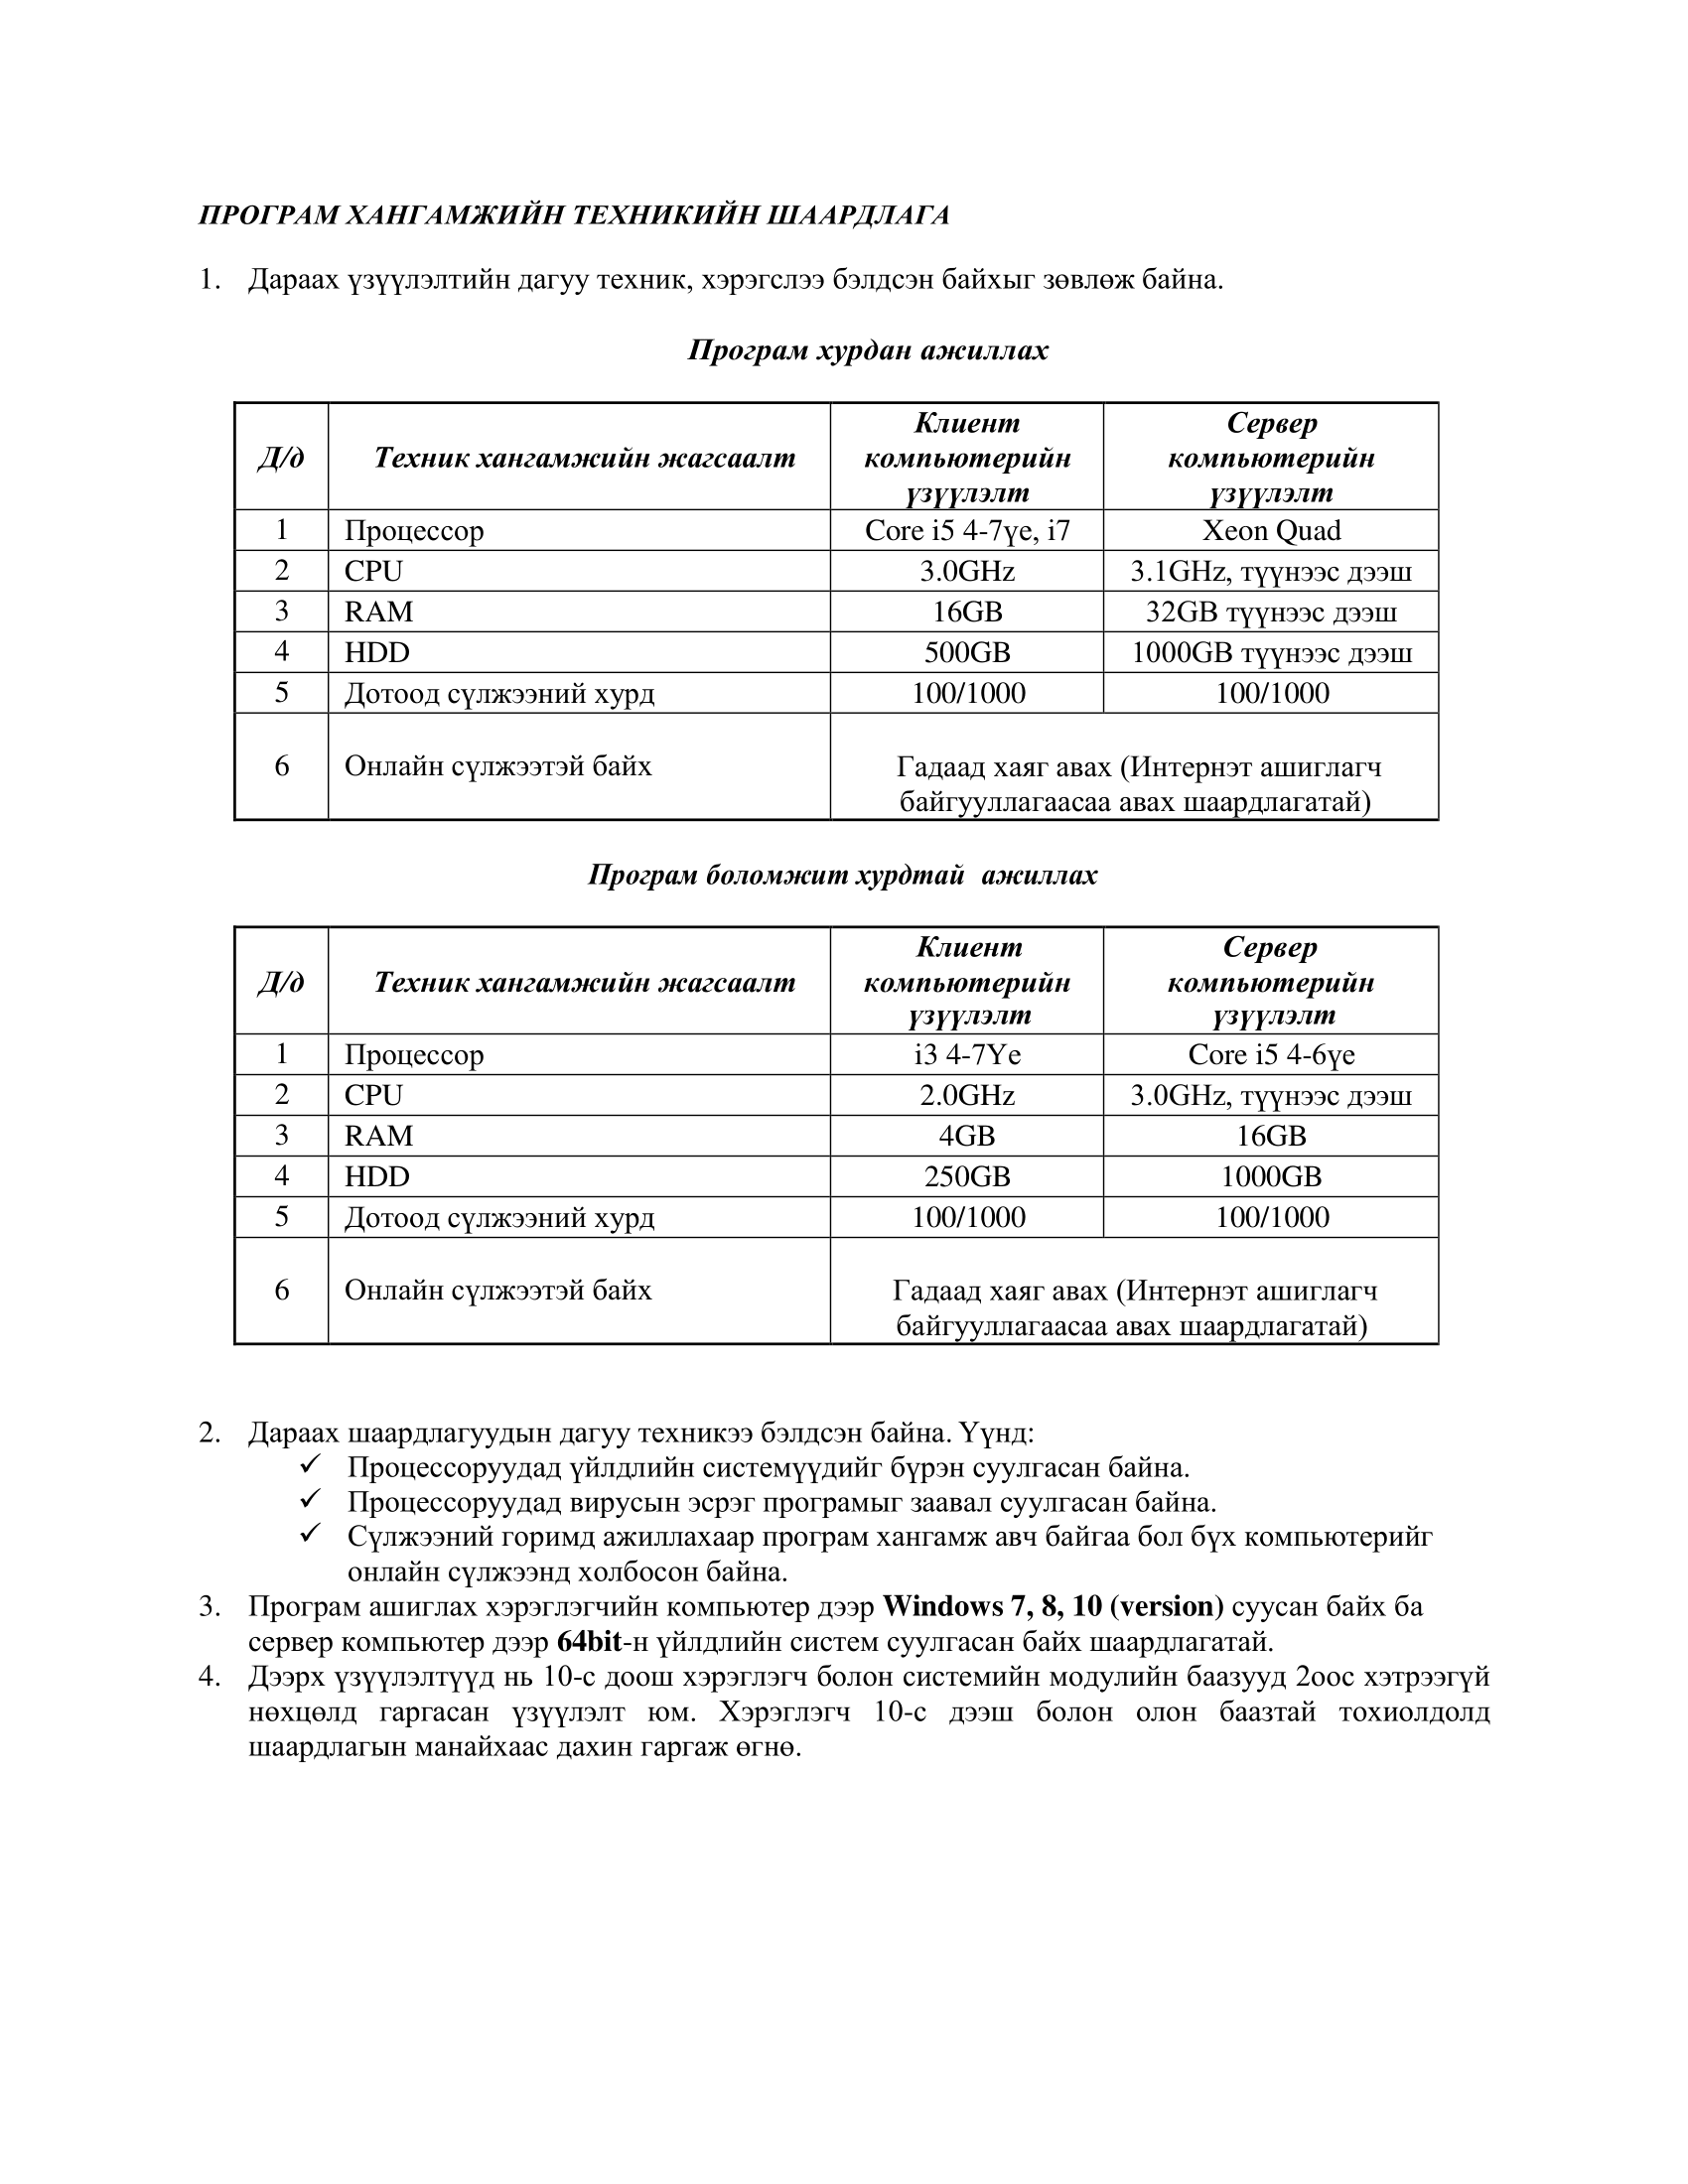 ПРОГРАМ ХАНГАМЖИЙН ТЕХНИКИЙН ШААРДЛАГА
1. Дараах үзүүлэлтийн дагуу техник, хэрэгслээ бэлдсэн байхыг зөвлөж байна.
Програм хурдан ажиллах
Д/д Техник хангамжийн жагсаалт Клиент компьютерийн үзүүлэлт Сервер компьютерийн үзүүлэлт
1 Процессор Core i5 4-7үе, i7 Xeon Quad
2 CPU 3.0GHz 3.1GHz, түүнээс дээш
3 RAM 16GB 32GB түүнээс дээш
4 HDD 500GB 1000GB түүнээс дээш
5 Дотоод сүлжээний хурд 100/1000 100/1000
6 Онлайн сүлжээтэй байх Гадаад хаяг авах (Интернэт ашиглагч
байгууллагаасаа авах шаардлагатай)
Програм боломжит хурдтай  ажиллах
Д/д Техник хангамжийн жагсаалт Клиент компьютерийн үзүүлэлт Сервер компьютерийн үзүүлэлт
1 Процессор i3 4-7Үе Core i5 4-6үе
2 CPU 2.0GHz 3.0GHz, түүнээс дээш
3 RAM 4GB 16GB
4 HDD 250GB 1000GB
5 Дотоод сүлжээний хурд 100/1000 100/1000
6 Онлайн сүлжээтэй байх Гадаад хаяг авах (Интернэт ашиглагч
байгууллагаасаа авах шаардлагатай)
2. Дараах шаардлагуудын дагуу техникээ бэлдсэн байна. Үүнд:
✓ Процессоруудад үйлдлийн системүүдийг бүрэн суулгасан байна.
✓ Процессоруудад вирусын эсрэг програмыг заавал суулгасан байна.
✓ Сүлжээний горимд ажиллахаар програм хангамж авч байгаа бол бүх компьютерийг
онлайн сүлжээнд холбосон байна.
3. Програм ашиглах хэрэглэгчийн компьютер дээр Windows 7, 8, 10 (version) суусан байх ба
сервер компьютер дээр 64bit-н үйлдлийн систем суулгасан байх шаардлагатай.
4. Дээрх үзүүлэлтүүд нь 10-с доош хэрэглэгч болон системийн модулийн баазууд 2оос хэтрээгүй
нөхцөлд гаргасан үзүүлэлт юм. Хэрэглэгч 10-с дээш болон олон баазтай тохиолдолд
шаардлагын манайхаас дахин гаргаж өгнө.